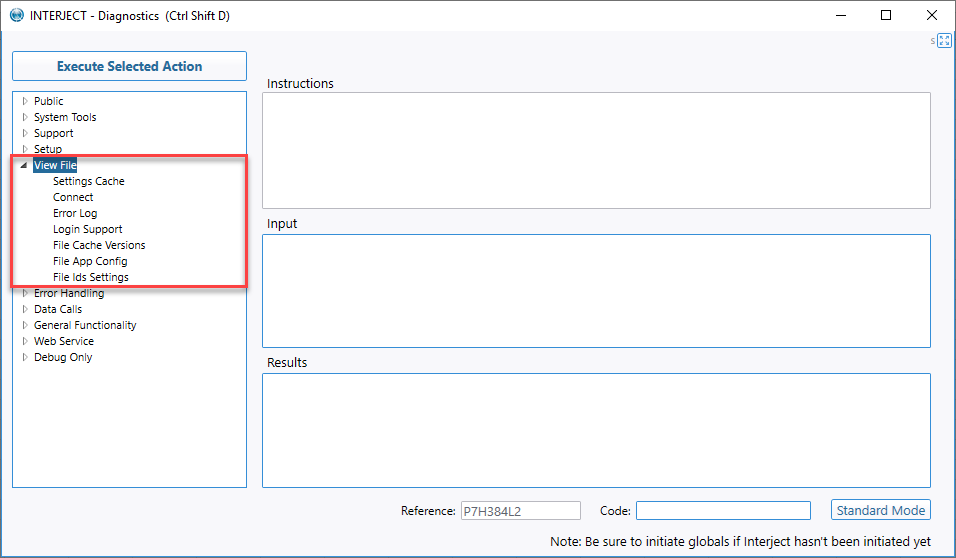 INTERJECT - Diagnostics (Ctrl Shift D)
s
Execute Selected Action
Public
System Tools
Support
Setup
View File
Settings Cache
Connect
Error Log
Login Support
File Cache Versions
File App Config
File Ids Settings
Error Handling
Data Calls
General Functionality
Web Service
Debug Only
Instructions
Input
Results
Reference: P7H384L2 Code: Standard Mode
Note: Be sure to initiate globals if Interject hasn't been initiated yet